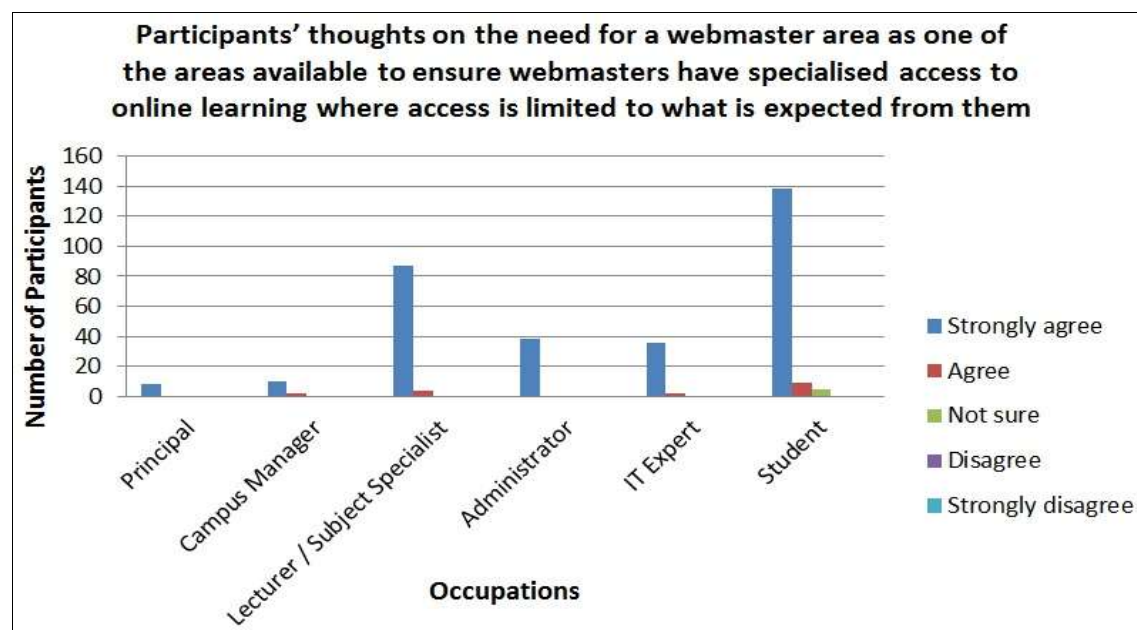 Participants’ thoughts on the need for a webmaster area as one of
the areas available to ensure webmasters have specialised access to
online learning where access is limited to what is expected from them
Number of Participants
160
140
120
100
80
60
40
20
0
Principal
Campus Manager
Lecturer / Subject Specialist
Administrator
IT Expert
Student
Occupations
Strongly agree
Agree
Not sure
Disagree
Strongly disagree